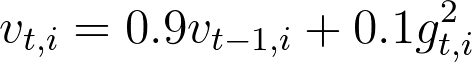 $v_{t,i} = 0.9v_{t-1,i} + 0.1g_{t,i}^{2}$